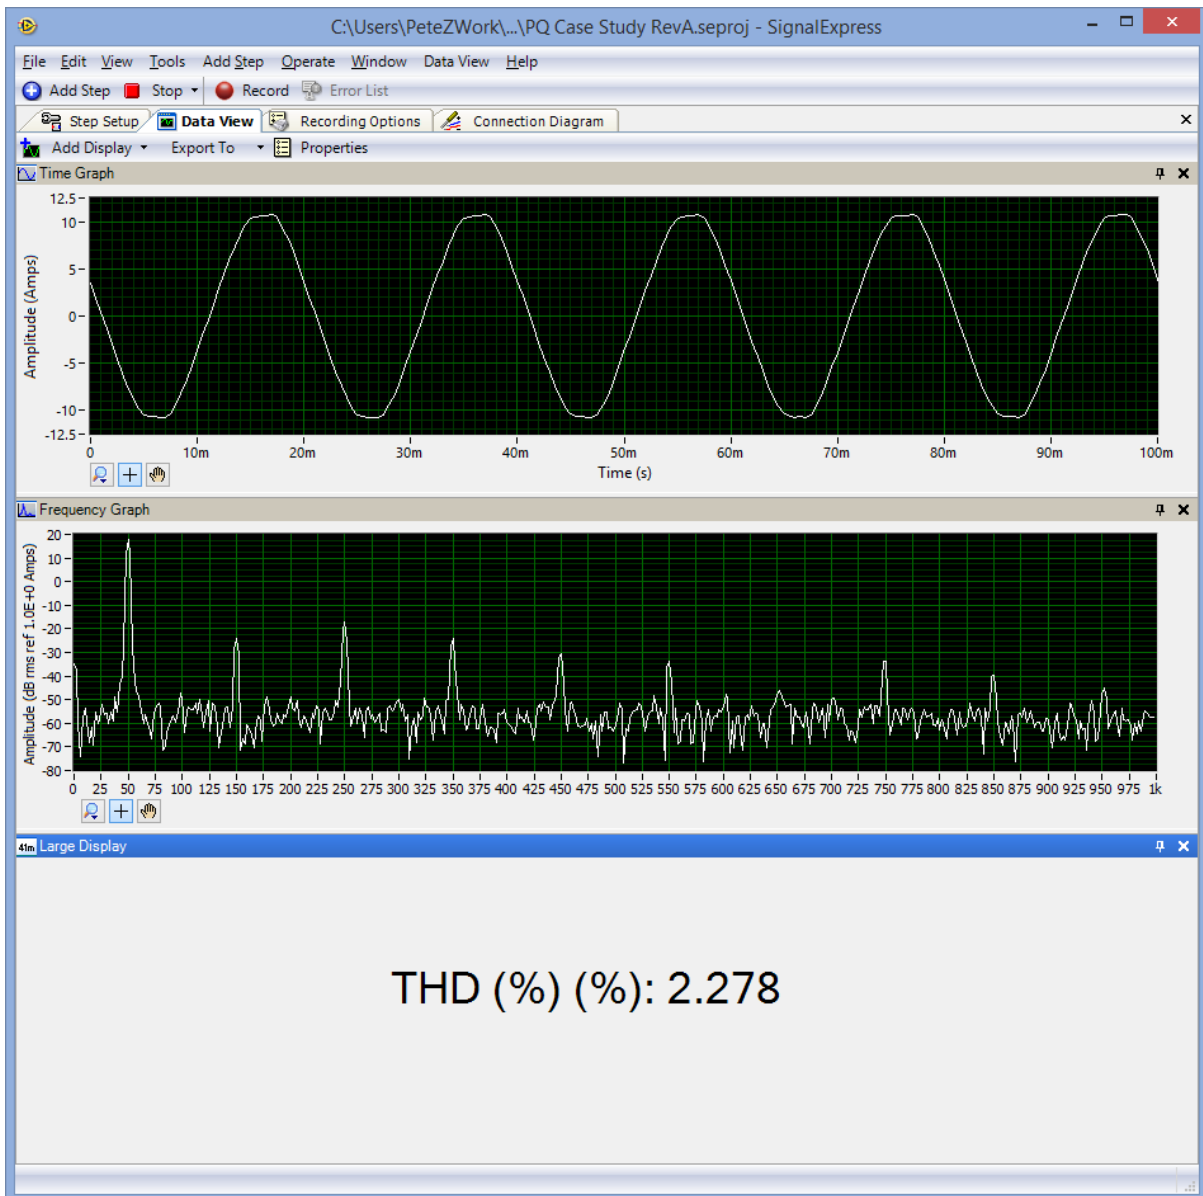 C:\Users\PeteZWork\...\PQ Case Study RevA.seproj - SignalExpress
File Edit View Tools Add Step Operate Window Data View Help
Add Step Stop Record Error List
Step Setup Data View Recording Options Connection Diagram
Add Display Export To Properties
Time Graph
Amplitude (Amps)
12.5
10
5
0
-5
-10
-12.5
0 10m 20m 30m 40m 50m 60m 70m 80m 90m 100m
Time (s)
Frequency Graph
Amplitude (dB rms ref 1.0E+0 Amps)
20
10
0
-10
-20
-30
-40
-50
-60
-70
-80
0 25 50 75 100 125 150 175 200 225 250 275 300 325 350 375 400 425 450 475 500 525 550 575 600 625 650 675 700 725 750 775 800 825 850 875 900 925 950 975 1k
41m Large Display
THD (%) (%): 2.278